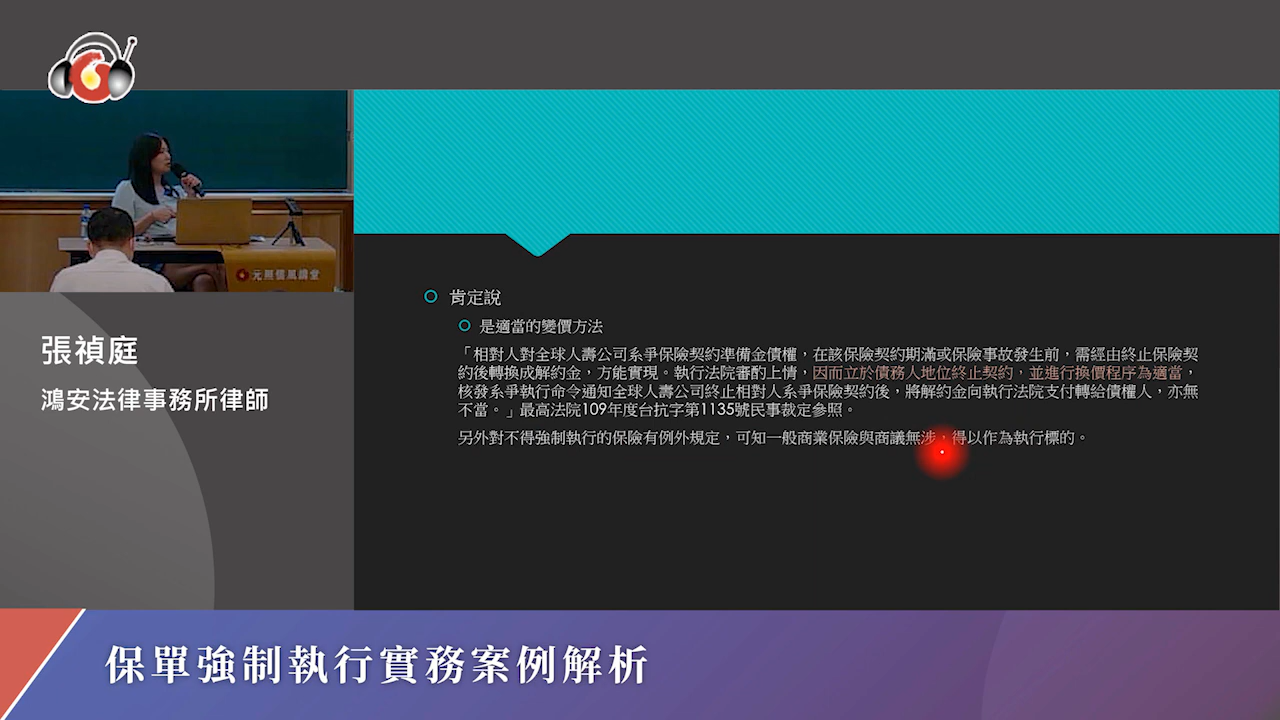 元照儒風講堂
張禎庭
鴻安法律事務所律師
肯定說
是適當的變價方法
「相對人對全球人壽公司系爭保險契約準備金債權，在該保險契約期滿或保險事故發生前，需經由終止保險契
約後轉換成解約金，方能實現。執行法院審酌上情，因而立於債務人地位終止契約，並進行換價程序為適當，
核發系爭執行命令通知全球人壽公司終止相對人系爭保險契約後，將解約金向執行法院支付轉給債權人，亦無
不當。」最高法院109年度台抗字第1135號民事裁定參照。
另外對不得強制執行的保險有例外規定，可知一般商業保險與商議無涉，得以作為執行標的。
保單強制執行實務案例解析